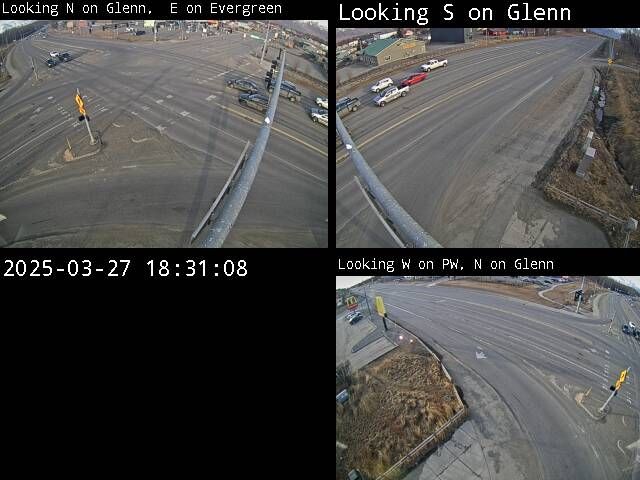 Looking N on Glenn,  E on Evergreen
Looking S on Glenn
2025-03-27 18:31:08
Looking W on PW, N on Glenn